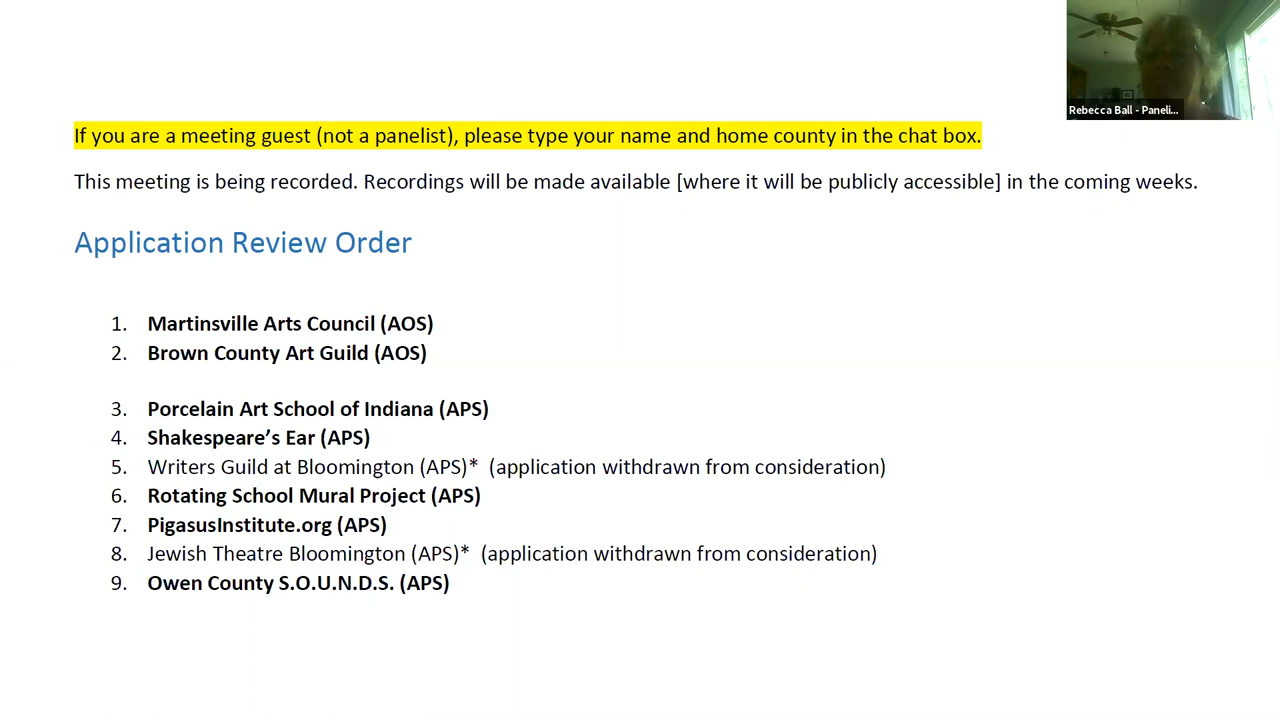 Rebecca Ball - Paneli...
If you are a meeting guest (not a panelist), please type your name and home county in the chat box.
This meeting is being recorded. Recordings will be made available [where it will be publicly accessible] in the coming weeks.
Application Review Order
1. Martinsville Arts Council (AOS)
2. Brown County Art Guild (AOS)
3. Porcelain Art School of Indiana (APS)
4. Shakespeare’s Ear (APS)
5. Writers Guild at Bloomington (APS)* (application withdrawn from consideration)
6. Rotating School Mural Project (APS)
7. PigasusInstitute.org (APS)
8. Jewish Theatre Bloomington (APS)* (application withdrawn from consideration)
9. Owen County S.O.U.N.D.S. (APS)